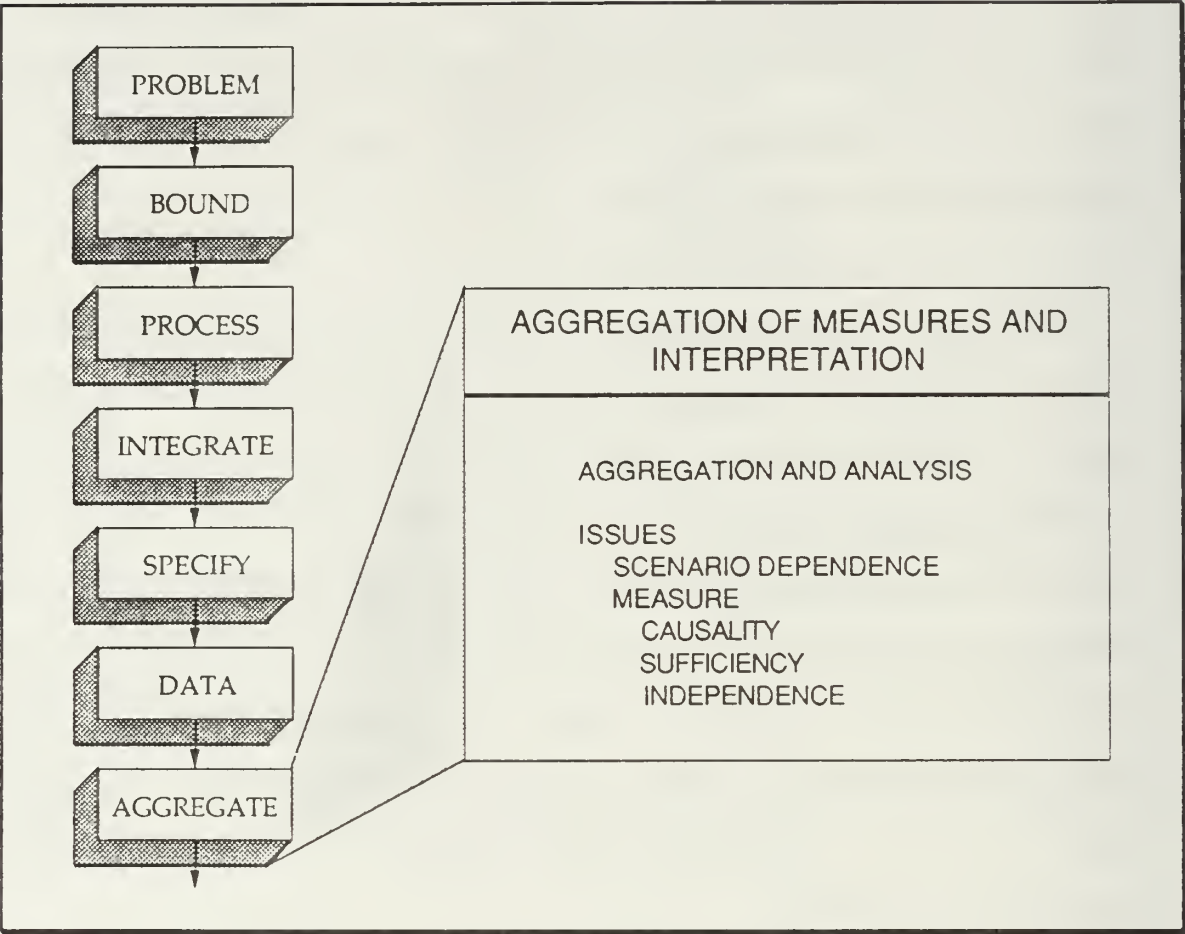 PROBLEM
BOUND
PROCESS
INTEGRATE
SPECIFY
DATA
AGGREGATE
AGGREGATION OF MEASURES AND
INTERPRETATION
AGGREGATION AND ANALYSIS
ISSUES
SCENARIO DEPENDENCE
MEASURE
CAUSALITY
SUFFICIENCY
INDEPENDENCE